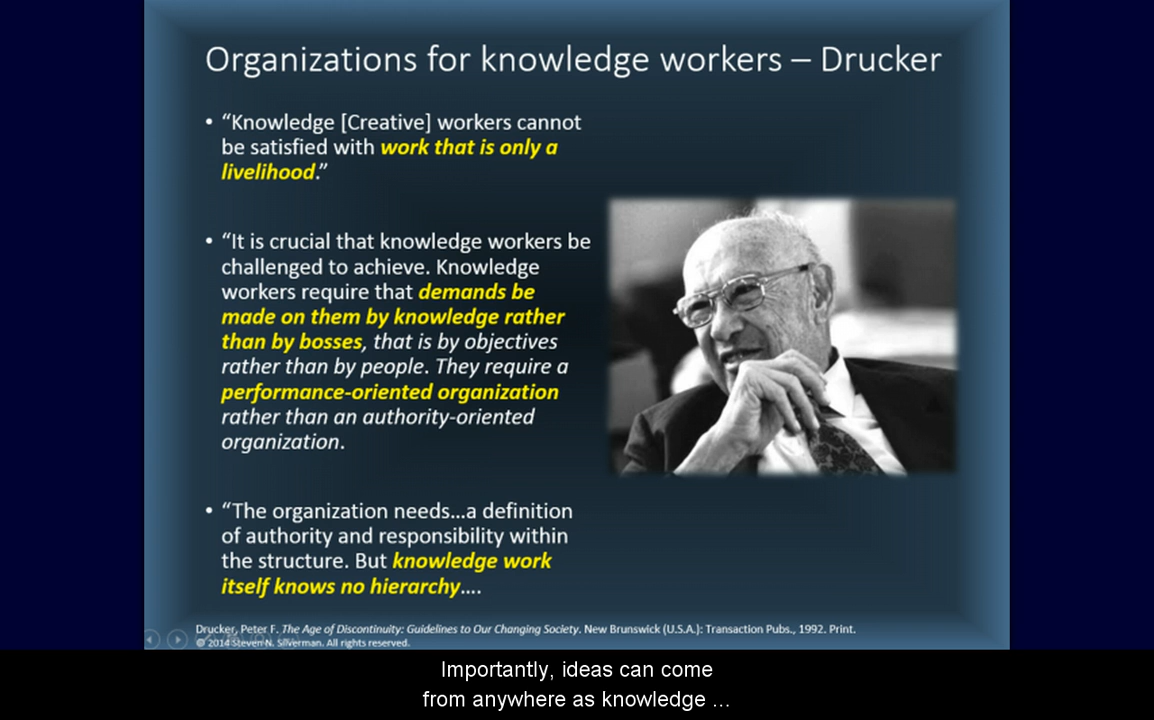 Organizations for knowledge workers – Drucker
• “Knowledge [Creative] workers cannot
be satisfied with work that is only a
livelihood.”
• “It is crucial that knowledge workers be
challenged to achieve. Knowledge
workers require that demands be
made on them by knowledge rather
than by bosses, that is by objectives
rather than by people. They require a
performance-oriented organization
rather than an authority-oriented
organization.
• “The organization needs...a definition
of authority and responsibility within
the structure. But knowledge work
itself knows no hierarchy....
Drucker, Peter F. The Age of Discontinuity: Guidelines to Our Changing Society. New Brunswick (U.S.A.): Transaction Pubs., 1992. Print.
© 2014 Steven N. Silverman. All rights reserved.
Importantly, ideas can come
from anywhere as knowledge ...